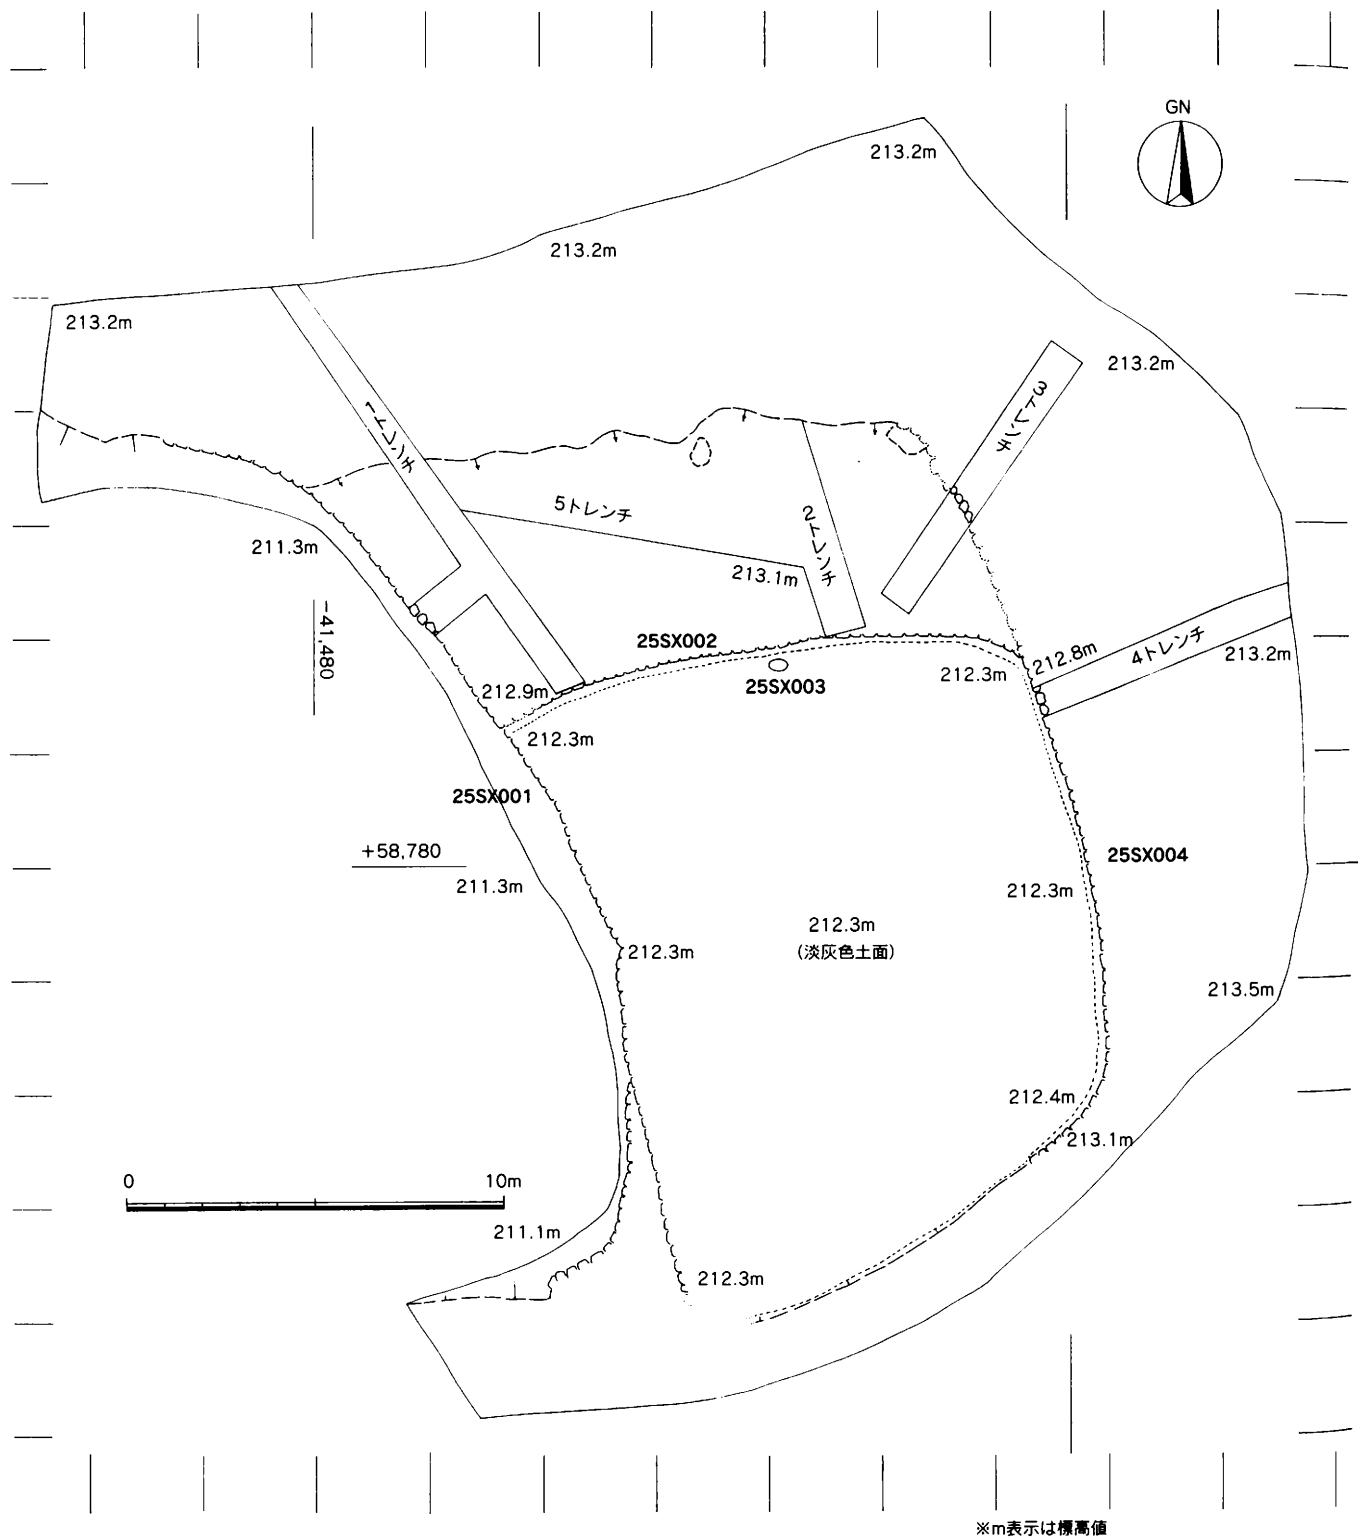 GN
213.2m
213.2m
213.2m
213.2m
1トレンチ
3トレンチ
5トレンチ
2トレンチ
211.3m
213.1m
-41,480
25SX002
4トレンチ
212.8m
213.2m
25SX003
212.3m
212.9m
212.3m
25SX001
+58,780
25SX004
211.3m
212.3m
212.3m
(淡灰色土面)
212.3m
213.5m
212.4m
213.1m
0 10m
211.1m
212.3m
※m表示は標高値